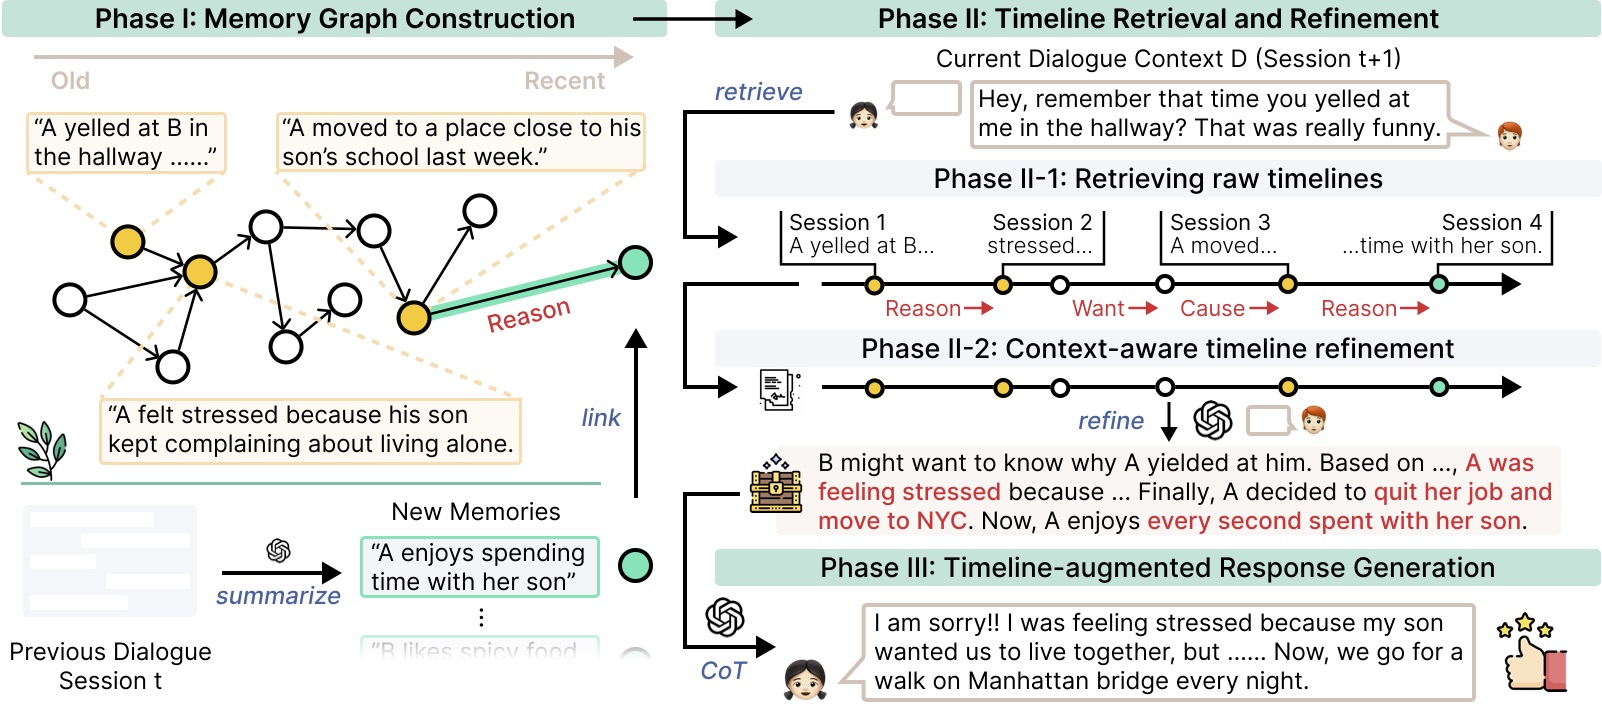 Phase I: Memory Graph Construction
Old
Recent
“A yelled at B in
the hallway ......”
“A moved to a place close to his
son’s school last week.”
Reason
“A felt stressed because his son
kept complaining about living alone.
link
New Memories
“A enjoys spending
time with her son”
⋮
“B likes spicy food
summarize
Previous Dialogue
Session t
Phase II: Timeline Retrieval and Refinement
Current Dialogue Context D (Session t+1)
retrieve
Hey, remember that time you yelled at
me in the hallway? That was really funny.
Phase II-1: Retrieving raw timelines
Session 1
A yelled at B...
Session 2
stressed...
Session 3
A moved...
Session 4
...time with her son.
Reason
Want
Cause
Reason
Phase II-2: Context-aware timeline refinement
refine
B might want to know why A yielded at him. Based on ..., A was
feeling stressed because ... Finally, A decided to quit her job and
move to NYC. Now, A enjoys every second spent with her son.
Phase III: Timeline-augmented Response Generation
CoT
I am sorry!! I was feeling stressed because my son
wanted us to live together, but ...... Now, we go for a
walk on Manhattan bridge every night.